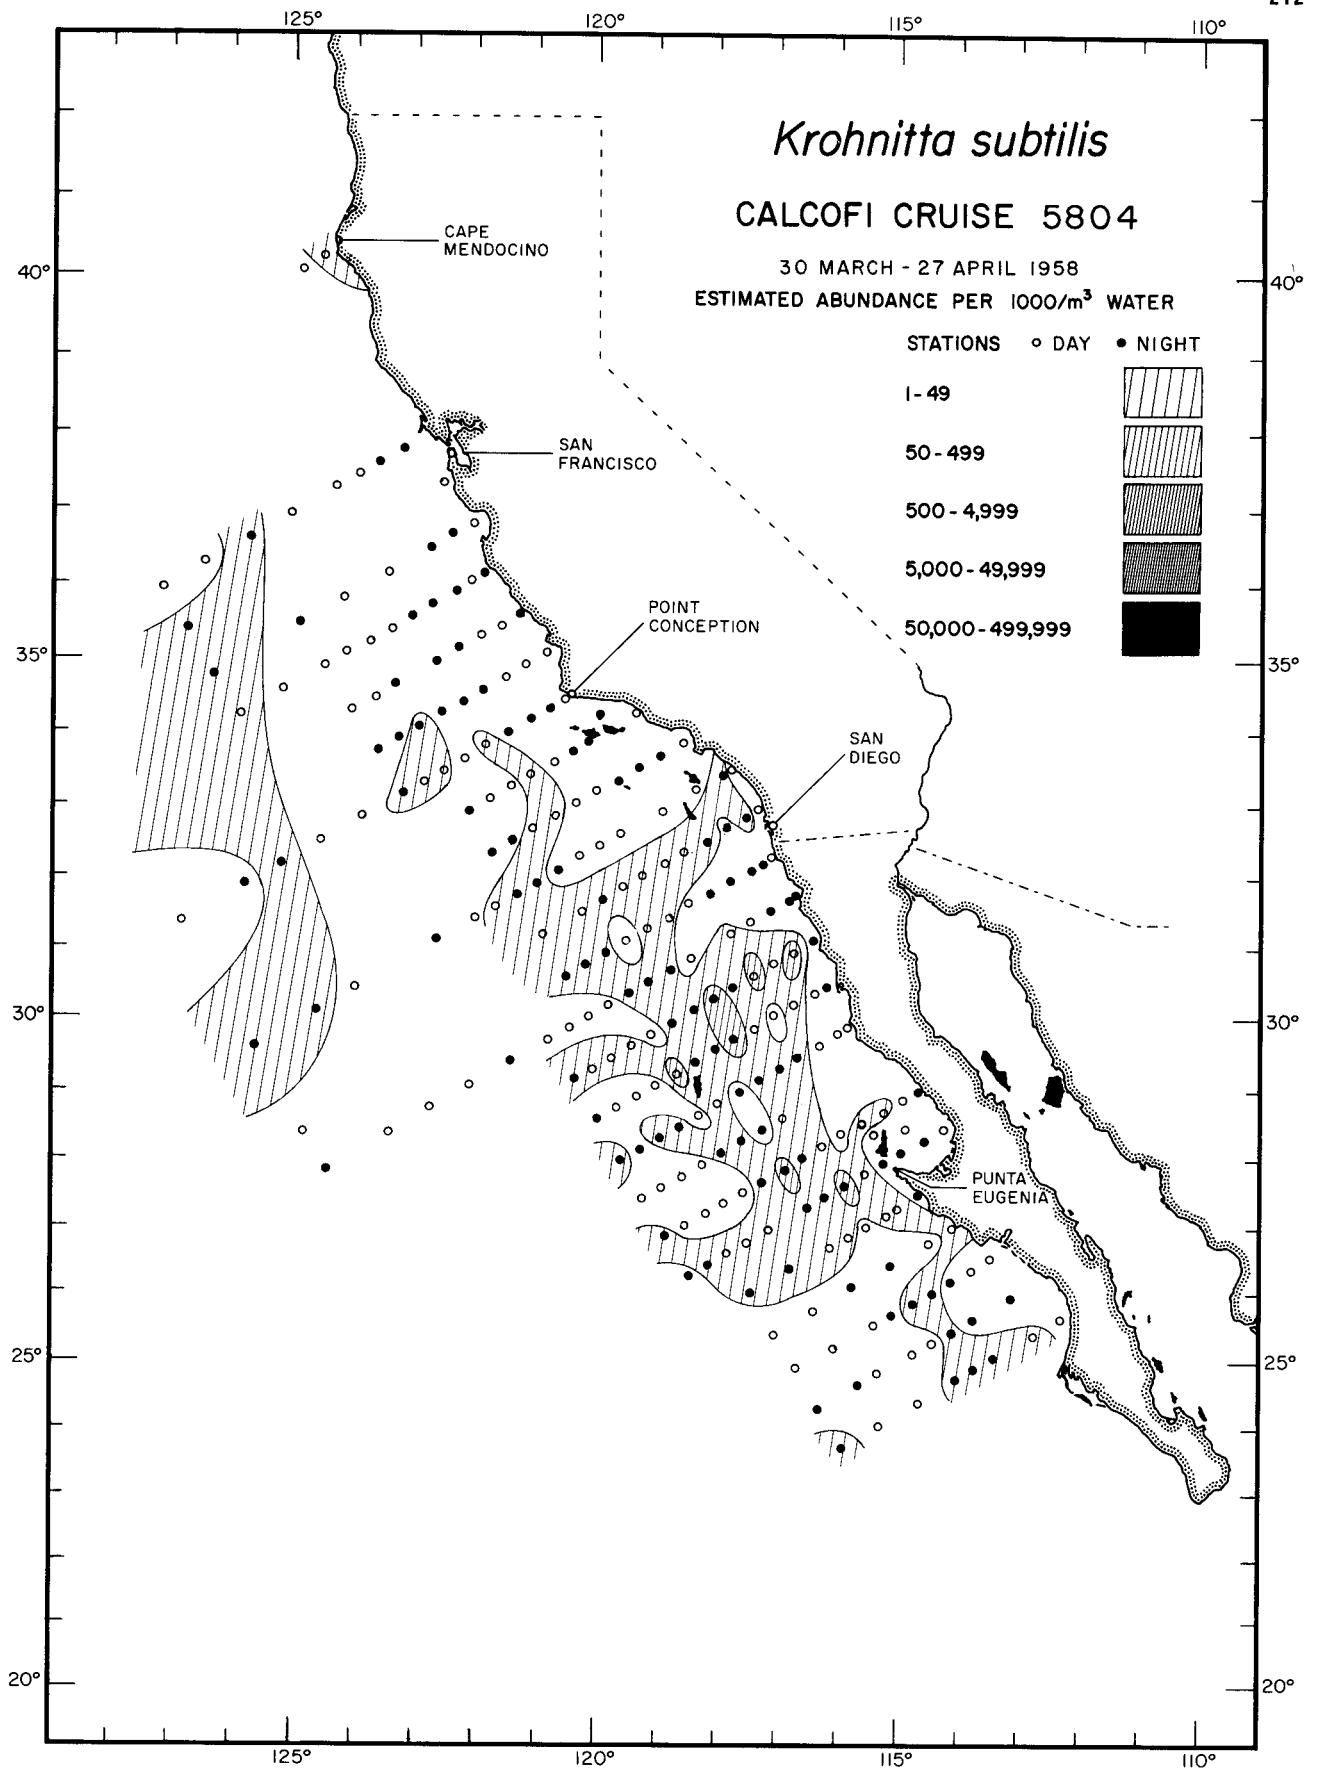 125°
120°
115°
110°
Krohnitta subtilis
CALCOFI CRUISE 5804
30 MARCH - 27 APRIL 1958
ESTIMATED ABUNDANCE PER 1000/m³ WATER
STATIONS ○ DAY ● NIGHT
1-49
50-499
500-4,999
5,000-49,999
50,000-499,999
CAPE
MENDOCINO
SAN
FRANCISCO
POINT
CONCEPTION
SAN
DIEGO
PUNTA
EUGENIA
40°
40°
35°
35°
30°
30°
25°
25°
20°
20°
125°
120°
115°
110°